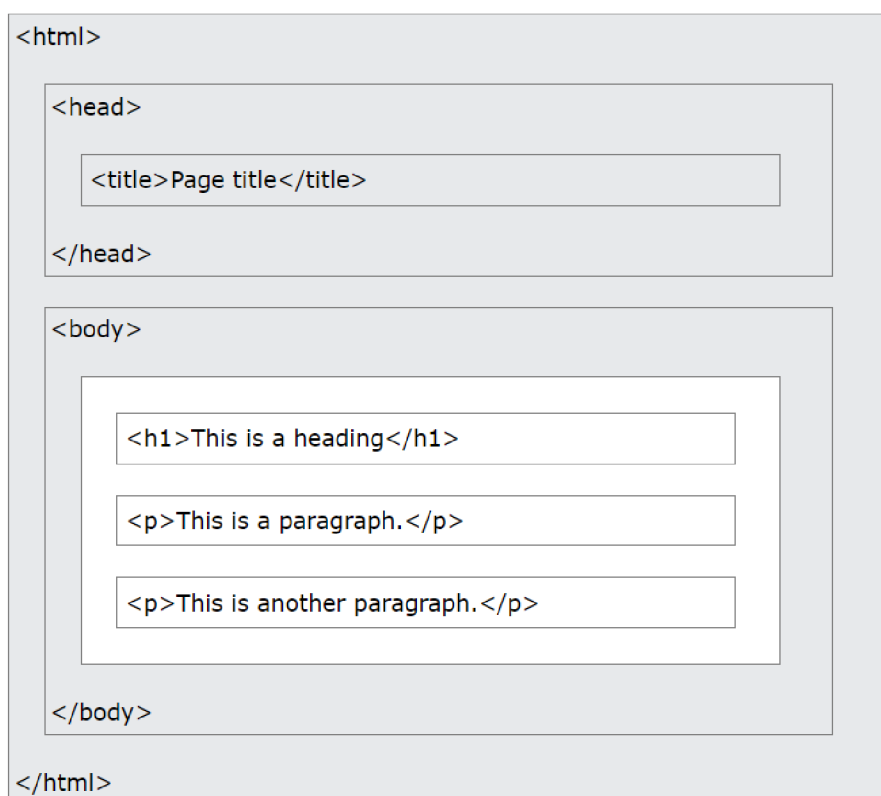 <html>
<head>
<title>Page title</title>
</head>
<body>
<h1>This is a heading</h1>
<p>This is a paragraph.</p>
<p>This is another paragraph.</p>
</body>
</html>